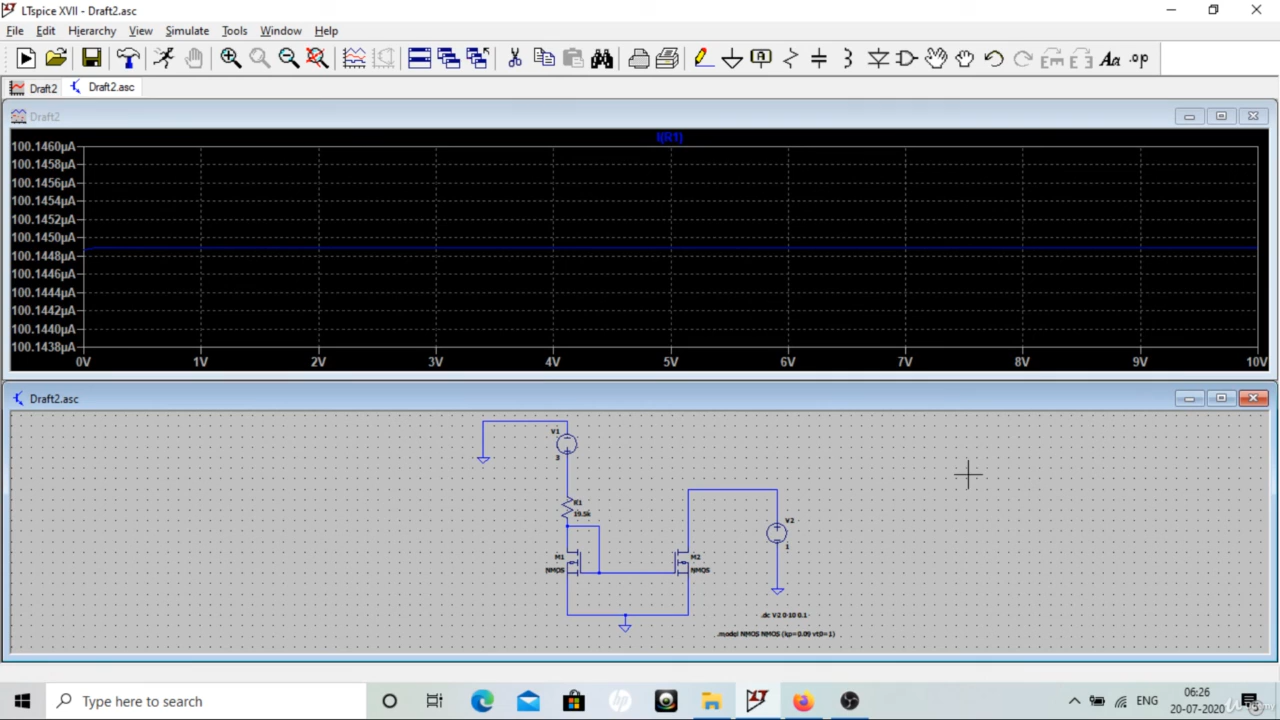 LTspice XVII - Draft2.asc
File Edit Hierarchy View Simulate Tools Window Help
Draft2 Draft2.asc
Draft2
I(R1)
100.1460µA
100.1458µA
100.1456µA
100.1454µA
100.1452µA
100.1450µA
100.1448µA
100.1446µA
100.1444µA
100.1442µA
100.1440µA
100.1438µA
0V 1V 2V 3V 4V 5V 6V 7V 8V 9V 10V
Draft2.asc
V1
3
R1
19.5k
V2
1
M1
NMOS
M2
NMOS
.dc V2 0 10 0.1
.model NMOS NMOS (kp=0.09 vt0=1)
Type here to search
ENG
06:26
20-07-2020